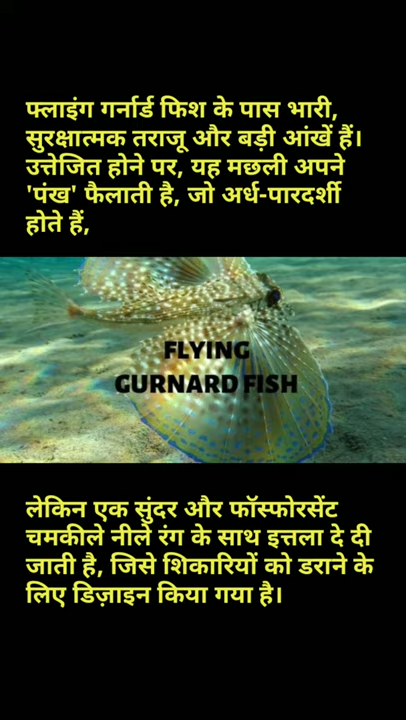 फ्लाइंग गर्नार्ड फिश के पास भारी,
सुरक्षात्मक तराजू और बड़ी आंखें हैं।
उत्तेजित होने पर, यह मछली अपने
'पंख' फैलाती है, जो अर्ध-पारदर्शी
होते हैं,
FLYING
GURNARD FISH
लेकिन एक सुंदर और फॉस्फोरसेंट
चमकीले नीले रंग के साथ इत्तला दे दी
जाती है, जिसे शिकारियों को डराने के
लिए डिज़ाइन किया गया है।